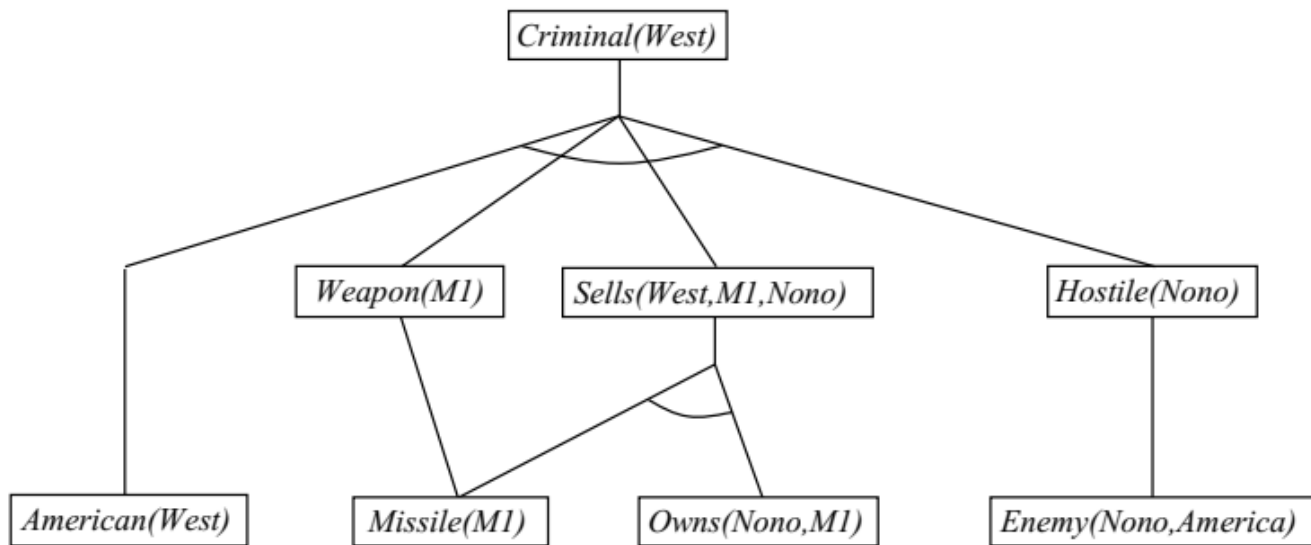 Criminal(West)
Weapon(M1)
Sells(West,M1,Nono)
Hostile(Nono)
American(West)
Missile(M1)
Owns(Nono,M1)
Enemy(Nono,America)